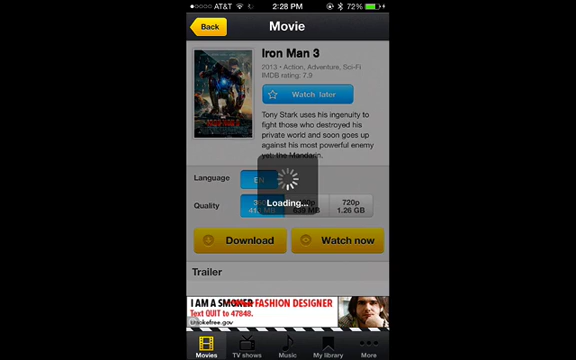 AT&T 2:28 PM 72%
Back
Movie
Iron Man 3
2013 • Action, Adventure, Sci-Fi
IMDB rating: 7.9
Watch later
Tony Stark uses his ingenuity to
fight those who destroyed his
private world and soon goes up
against his most powerful enemy
yet: the Mandarin.
Language
EN
Loading...
Quality
720p
1.26 GB
Download
Watch now
Trailer
I AM A SMOKER FASHION DESIGNER
Text QUIT to 47848.
smokefree.gov
Movies
TV shows
Music
My library
More